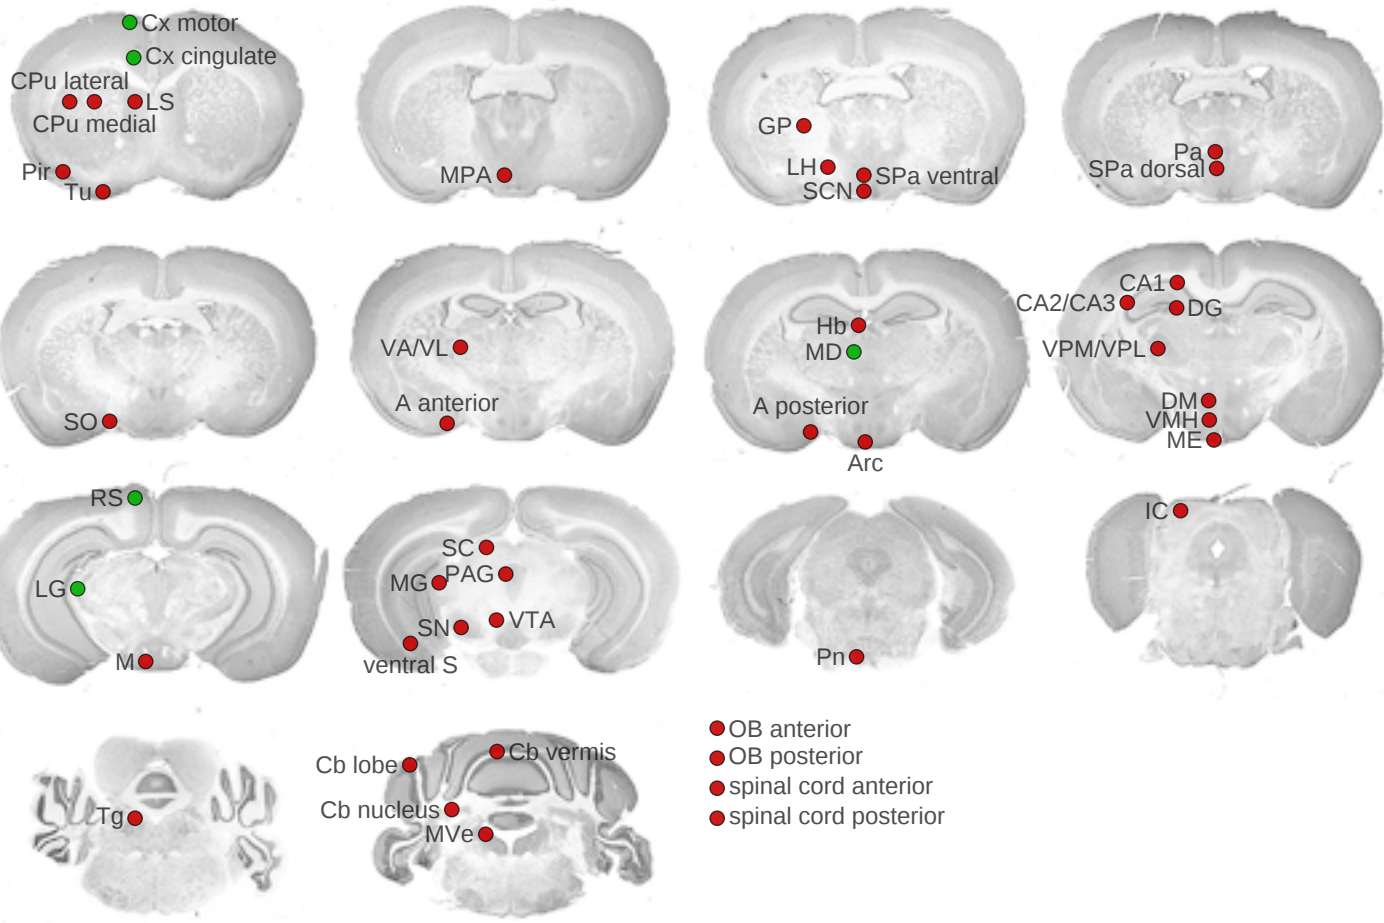 Cx motor
Cx cingulate
CPu lateral
LS
CPu medial
Pir
Tu
MPA
GP
LH
SPa ventral
SCN
Pa
SPa dorsal
SO
VA/VL
A anterior
Hb
MD
A posterior
Arc
CA1
CA2/CA3
DG
VPM/VPL
DM
VMH
ME
RS
LG
M
SC
PAG
MG
VTA
SN
ventral S
Pn
IC
Tg
Cb vermis
Cb lobe
Cb nucleus
MVe
OB anterior
OB posterior
spinal cord anterior
spinal cord posterior